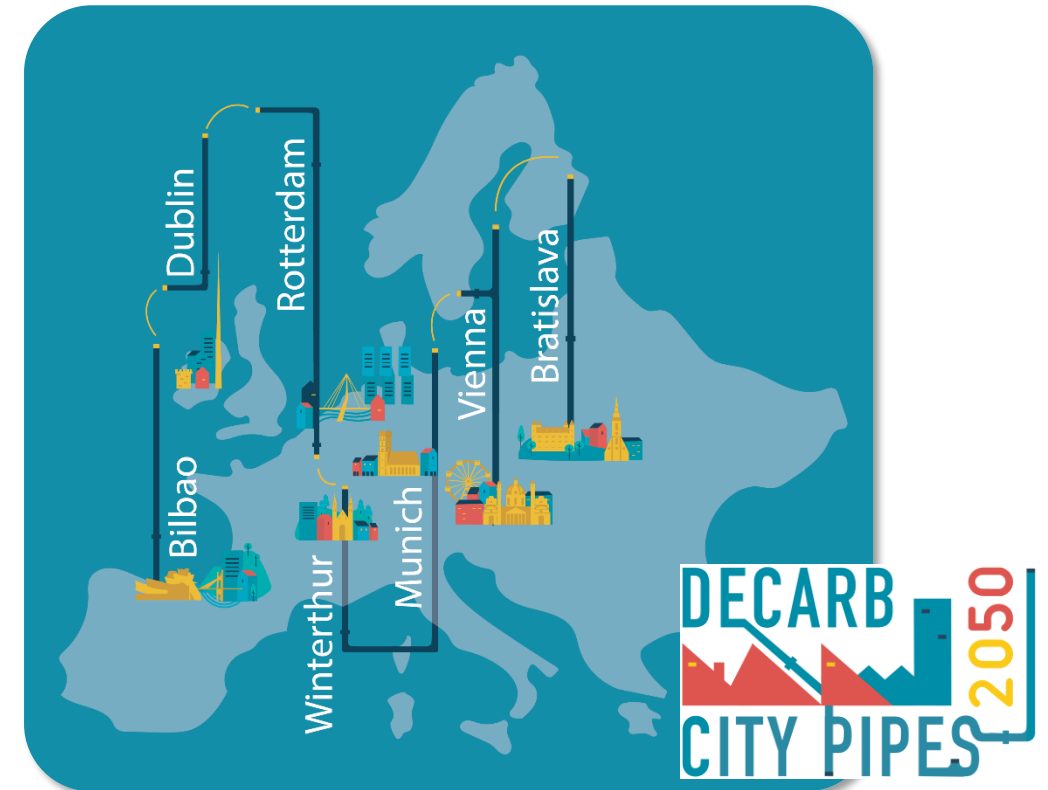 Dublin
Rotterdam
Vienna
Bratislava
Bilbao
Winterthur
Munich
DECARB
CITY PIPES
2050